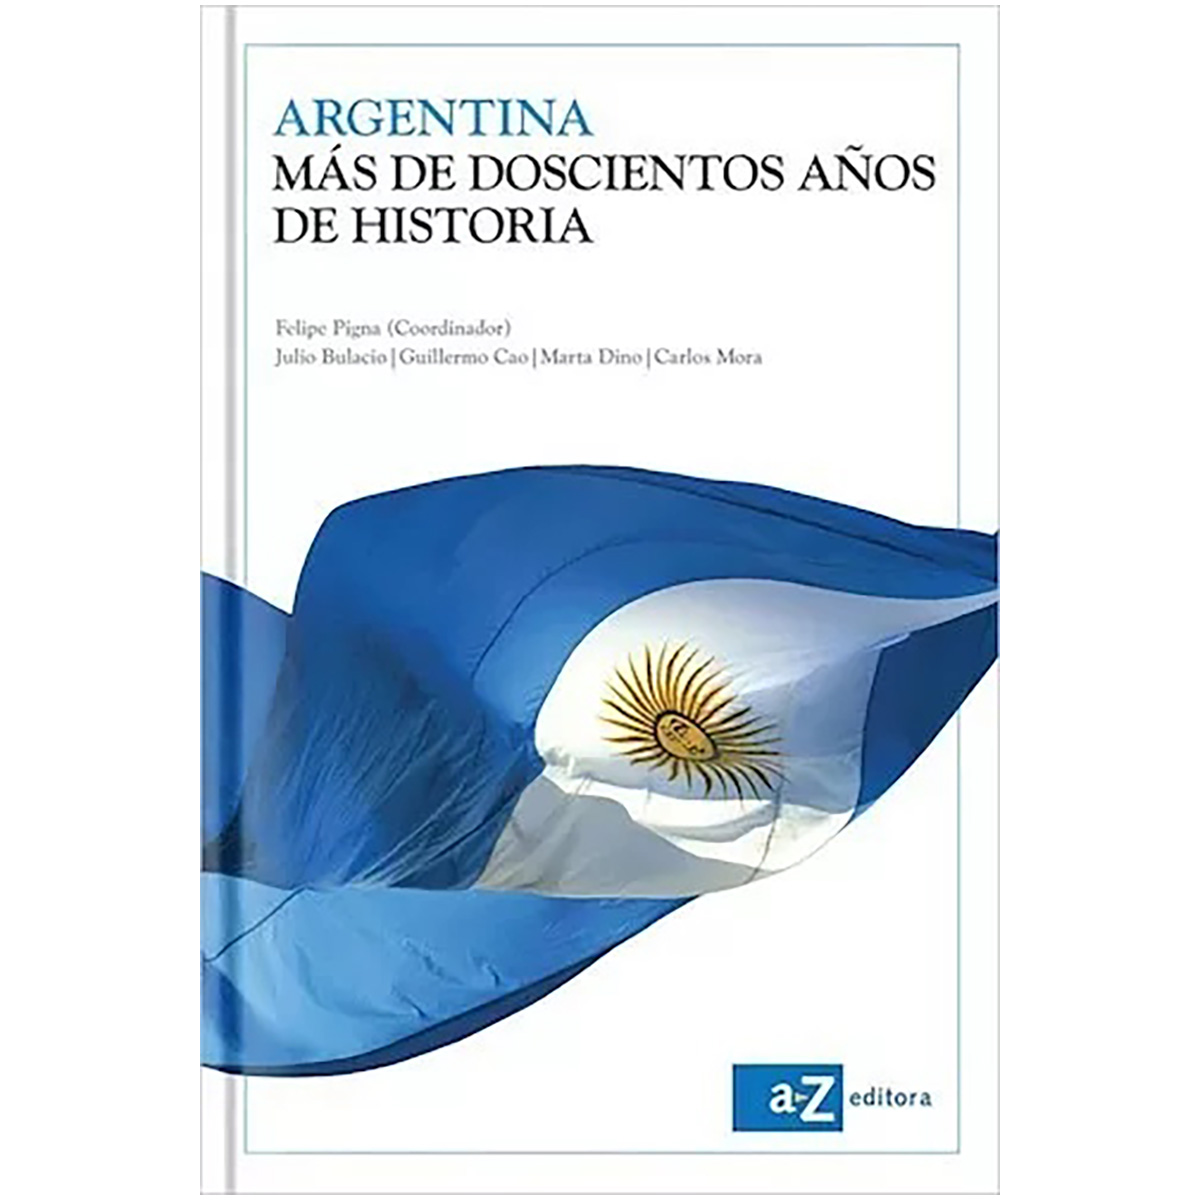 ARGENTINA
MÁS DE DOSCIENTOS AÑOS
DE HISTORIA
Felipe Pigna (Coordinador)
Julio Bulacio|Guillermo Cao|Marta Dino|Carlos Mora
a-Z editora